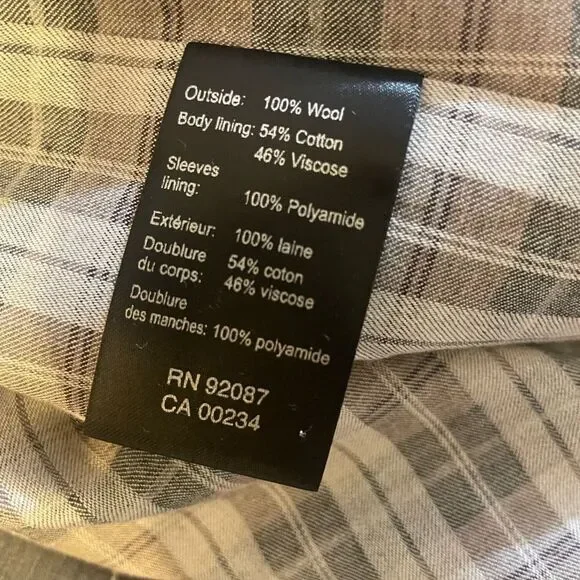 Outside: 100% Wool
Body lining: 54% Cotton
46% Viscose
Sleeves
lining: 100% Polyamide
Extérieur: 100% laine
Doublure 54% coton
du corps: 46% viscose
Doublure
des manches: 100% polyamide
RN 92087
CA 00234